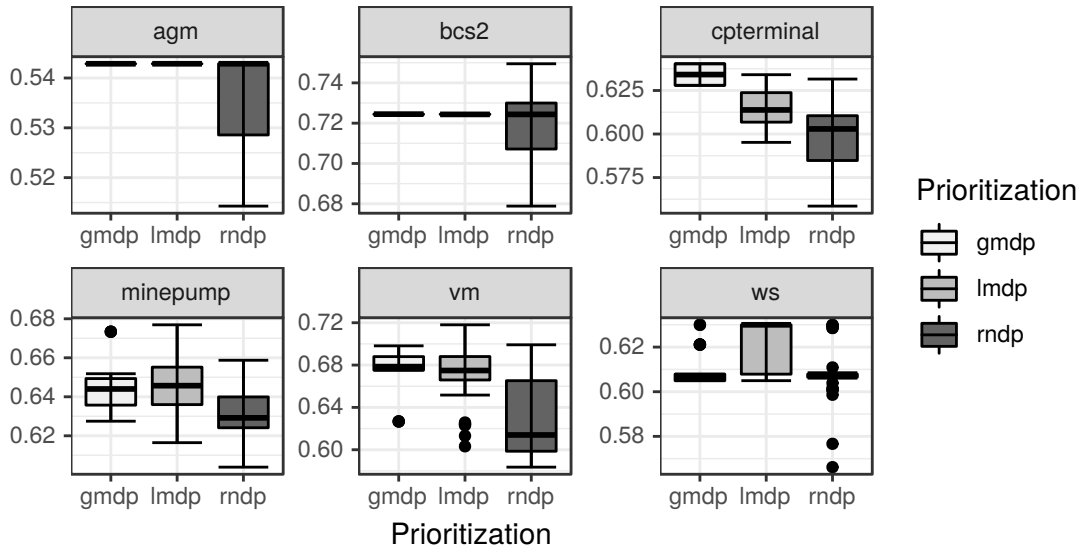 agm
bcs2
cpterminal
0.54
0.53
0.52
0.74
0.72
0.70
0.68
0.625
0.600
0.575
gmdp lmdp rndp
gmdp lmdp rndp
gmdp lmdp rndp
minepump
vm
ws
0.68
0.66
0.64
0.62
0.72
0.68
0.64
0.60
0.62
0.60
0.58
gmdp lmdp rndp
gmdp lmdp rndp
gmdp lmdp rndp
Prioritization
Prioritization
gmdp
lmdp
rndp